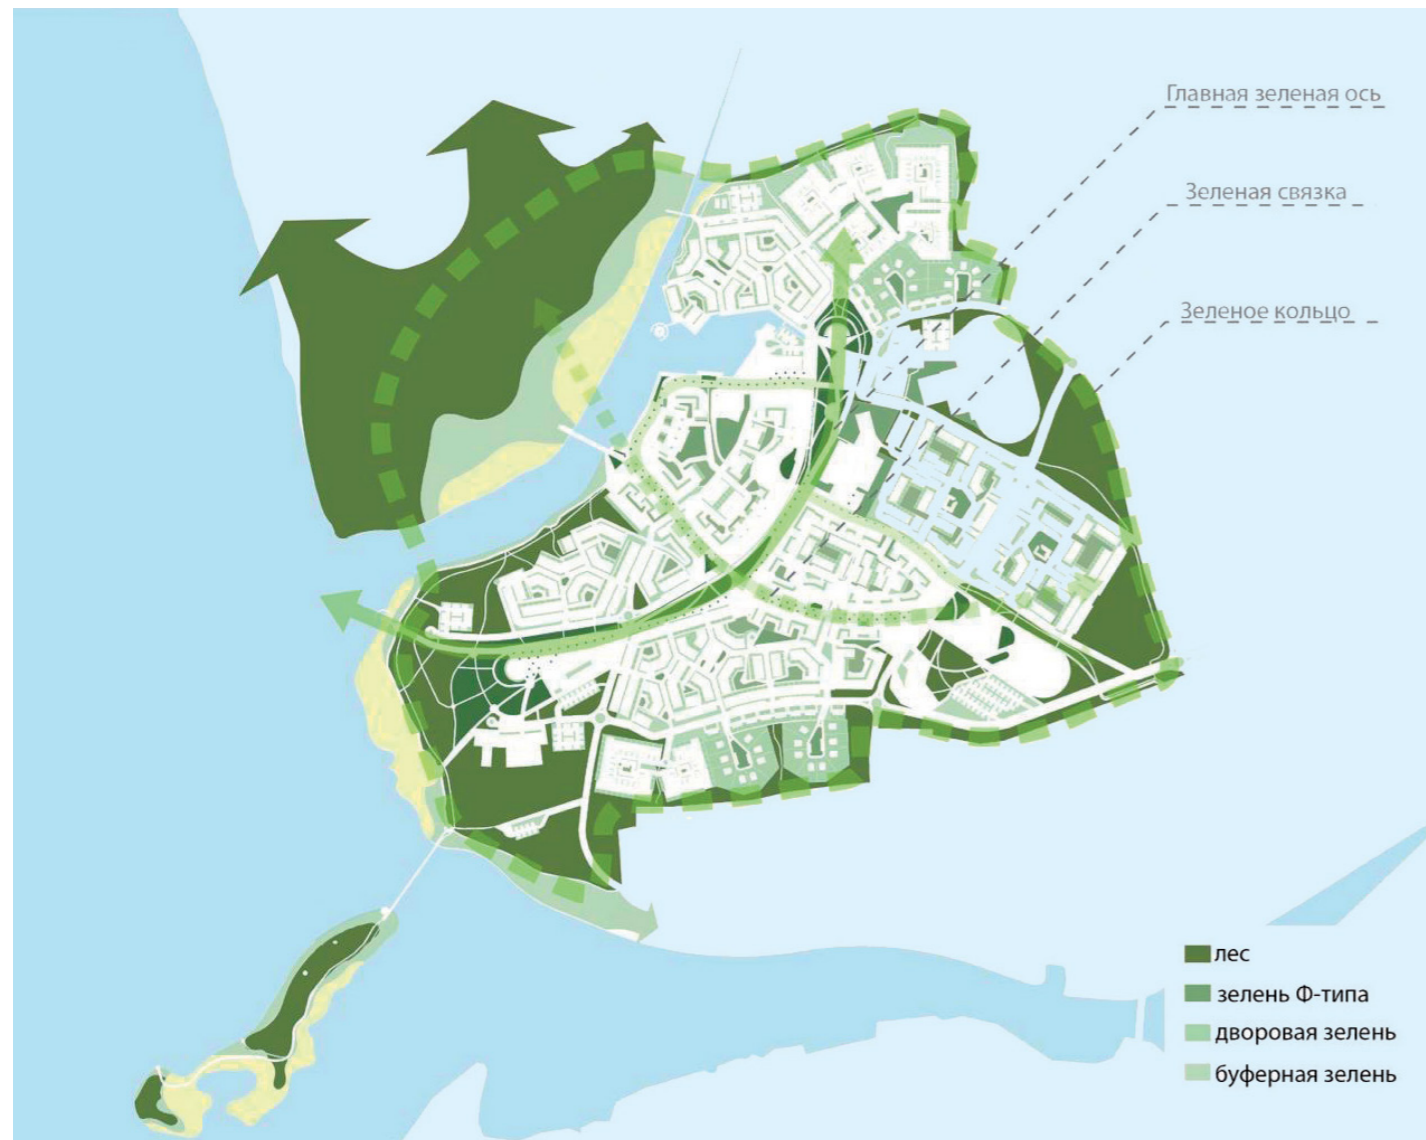 Главная зеленая ось
Зеленая связка
Зеленое кольцо
лес
зелень Ф-типа
дворовая зелень
буферная зелень